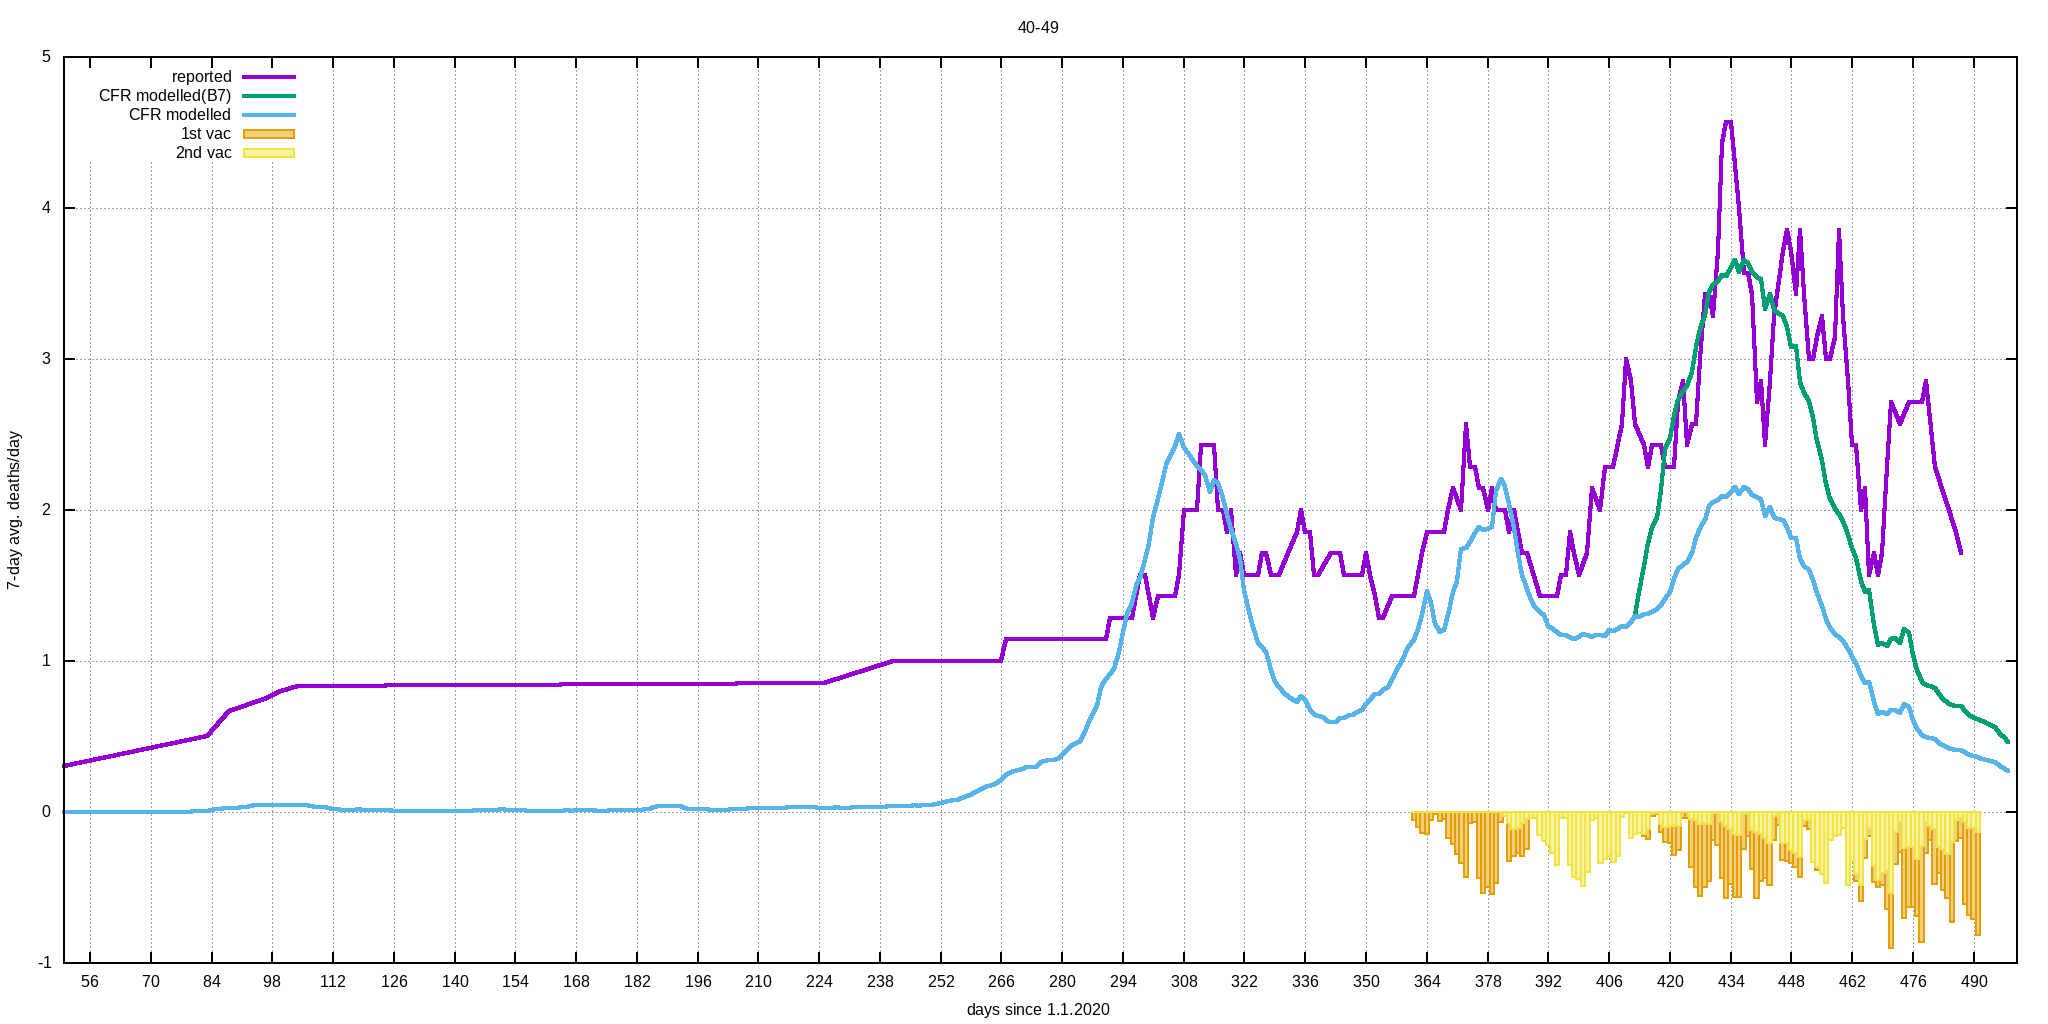 40-49
reported
CFR modelled(B7)
CFR modelled
1st vac
2nd vac
7-day avg. deaths/day
5
4
3
2
1
0
-1
56 70 84 98 112 126 140 154 168 182 196 210 224 238 252 266 280 294 308 322 336 350 364 378 392 406 420 434 448 462 476 490
days since 1.1.2020